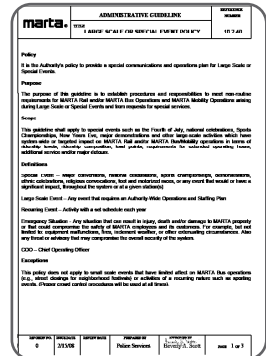 marta.
ADMINISTRATIVE GUIDELINE
REFERENCE NUMBER
TITLE
LARGE SCALE OR SPECIAL EVENT POLICY
10.2.40
Policy
It is the Authority's policy to provide a special communications and operations plan for Large Scale or
Special Events.
Purpose
The purpose of this guideline is to establish procedures and responsibilities to meet non-routine
requirements for MARTA Rail and/or MARTA Bus Operations and MARTA Mobility Operations arising
during Large Scale or Special Events and from requests for special services.
Scope
This guideline shall apply to special events such as the Fourth of July, national celebrations, Sports
Championships, New Years Eve, major demonstrations and other large-scale activities which have
system-wide or targeted impact on MARTA Rail and/or MARTA Bus/Mobility operations in terms of
ridership levels, ridership composition, load points, requirements for extended operating hours,
additional service and/or major detours.
Definitions
Special Event – Major conventions, national celebrations, sports championships, demonstrations,
ethnic celebrations, religious convocations, foot and motorized races, or any event that would or have a
significant impact, throughout the system or at a given station(s)
Large Scale Event – Any event that requires an Authority-Wide Operations and Staffing Plan
Recurring Event – Activity with a set schedule each year
Emergency Situation - Any situation that can result in injury, death and/or damage to MARTA property
or that could compromise the safety of MARTA employees and its customers. For example, but not
limited to: equipment malfunctions, fires, inclement weather, or other extenuating circumstances. Also
any threat or advisory that may compromise the overall security of the system.
COO – Chief Operating Officer
Exceptions
This policy does not apply to small scale events that have limited affect on MARTA Bus operations
(e.g., street closings for neighborhood festivals) or activities of a recurring nature such as sporting
events. (Proper crowd control procedures will be used at all times).
REVISION NO.
ISSUE DATE
REVIEW DATE
PREPARED BY
APPROVED BY
0
2/15/08
Police Services
Beverly A. Scott
PAGE 1 of 3